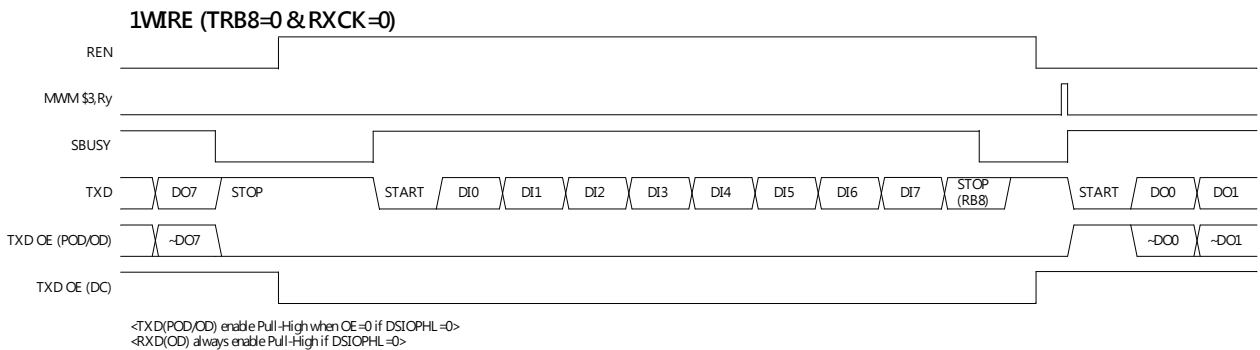 1WIRE (TRB8=0 & RXCK=0)
REN
MWM $3,Ry
SBUSY
TXD DO7 STOP START DI0 DI1 DI2 DI3 DI4 DI5 DI6 DI7 STOP (RB8) START DO0 DO1
TXD OE (POD/OD) ~DO7 ~DO0 ~DO1
TXD OE (DC)
<TXD(POD/OD) enable Pull-High when OE=0 if DSIOPHL=0>
<RXD(OD) always enable Pull-High if DSIOPHL=0>